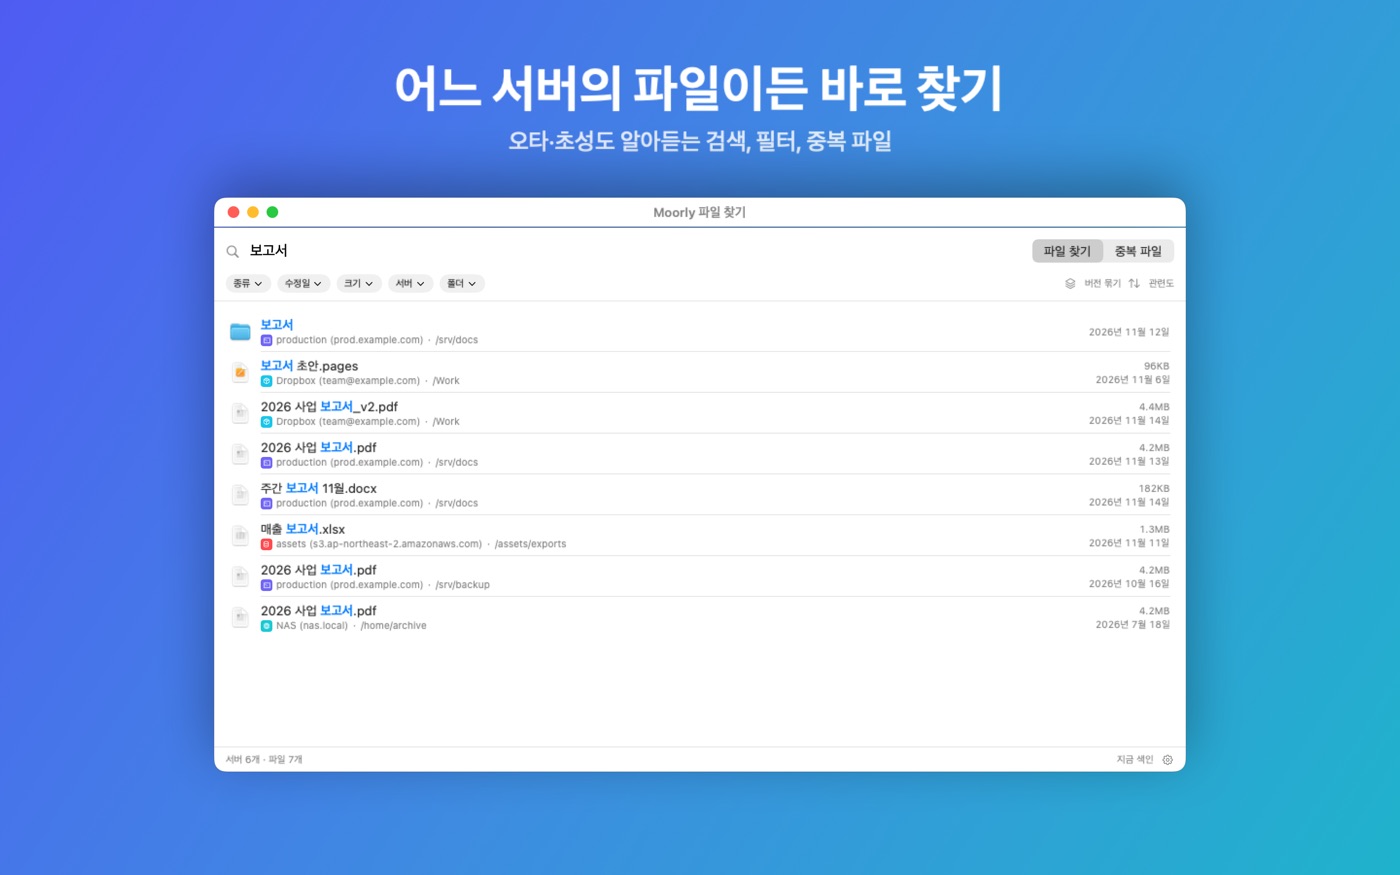 어느 서버의 파일이든 바로 찾기
오타·초성도 알아듣는 검색, 필터, 중복 파일
Moorly 파일 찾기
보고서
파일 찾기 중복 파일
종류 수정일 크기 서버 폴더
버전 묶기 관련도
보고서
production (prod.example.com) · /srv/docs
2026년 11월 12일
보고서 초안.pages
Dropbox (team@example.com) · /Work
96KB
2026년 11월 6일
2026 사업 보고서_v2.pdf
Dropbox (team@example.com) · /Work
4.4MB
2026년 11월 14일
2026 사업 보고서.pdf
production (prod.example.com) · /srv/docs
4.2MB
2026년 11월 13일
주간 보고서 11월.docx
production (prod.example.com) · /srv/docs
182KB
2026년 11월 14일
매출 보고서.xlsx
assets (s3.ap-northeast-2.amazonaws.com) · /assets/exports
1.3MB
2026년 11월 11일
2026 사업 보고서.pdf
production (prod.example.com) · /srv/backup
4.2MB
2026년 10월 16일
2026 사업 보고서.pdf
NAS (nas.local) · /home/archive
4.2MB
2026년 7월 18일
서버 6개 · 파일 7개
지금 색인